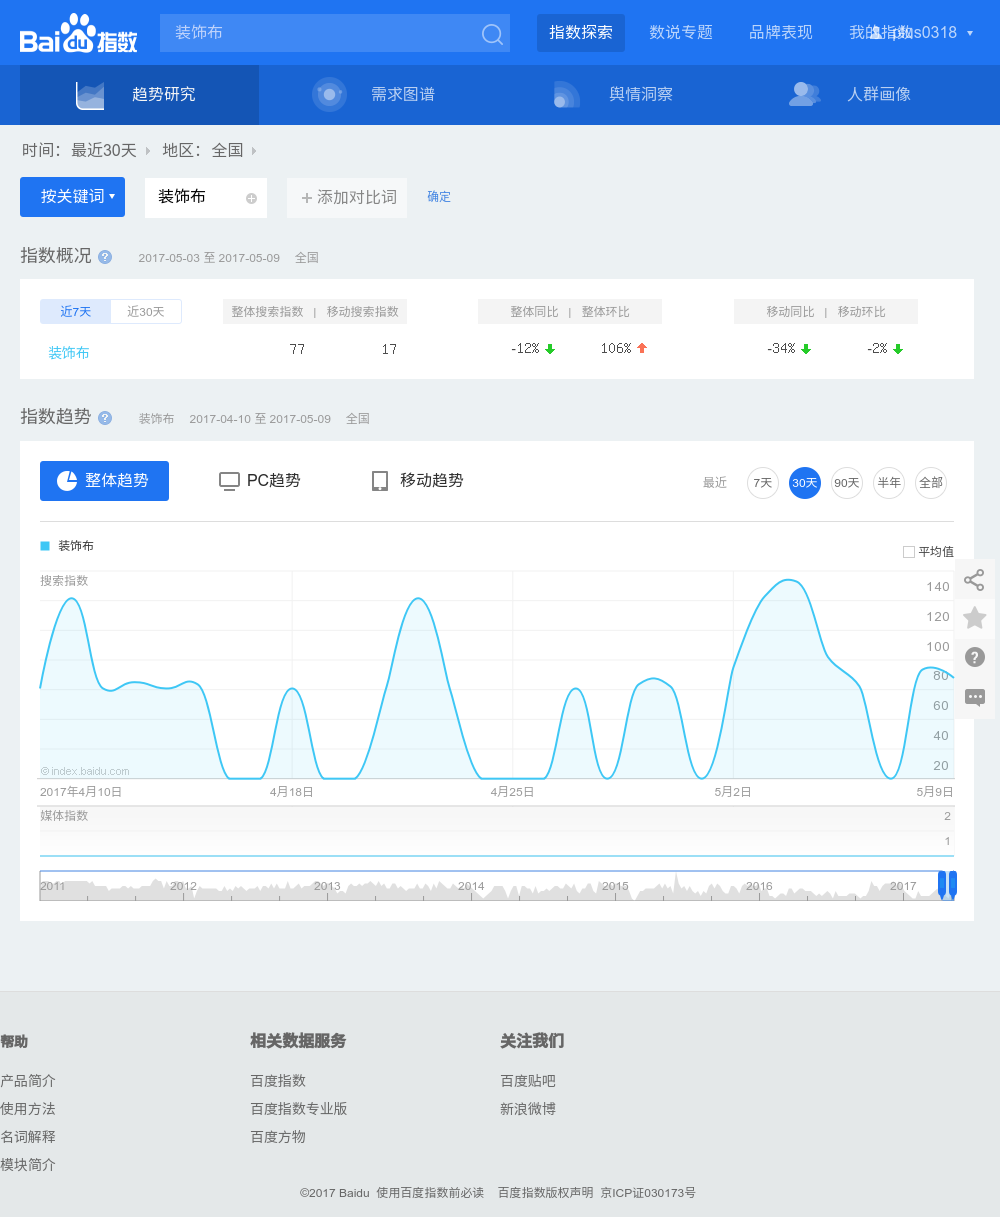 Bai du 指数
装饰布
指数探索
数说专题
品牌表现
我的指数
plus0318
趋势研究
需求图谱
舆情洞察
人群画像
时间： 最近30天 地区： 全国
按关键词
装饰布
+ 添加对比词
确定
指数概况 ? 2017-05-03 至 2017-05-09 全国
近7天 近30天 整体搜索指数 | 移动搜索指数 整体同比 | 整体环比 移动同比 | 移动环比
装饰布 77 17 -12% 106% -34% -2%
指数趋势 ? 装饰布 2017-04-10 至 2017-05-09 全国
整体趋势 PC趋势 移动趋势 最近 7天 30天 90天 半年 全部
装饰布
平均值
搜索指数
140
120
100
80
60
40
20
©index.baidu.com
2017年4月10日 4月18日 4月25日 5月2日 5月9日
媒体指数 2
1
2011 2012 2013 2014 2015 2016 2017
帮助 相关数据服务 关注我们
产品简介 百度指数 百度贴吧
使用方法 百度指数专业版 新浪微博
名词解释 百度方物
模块简介
©2017 Baidu 使用百度指数前必读 百度指数版权声明 京ICP证030173号